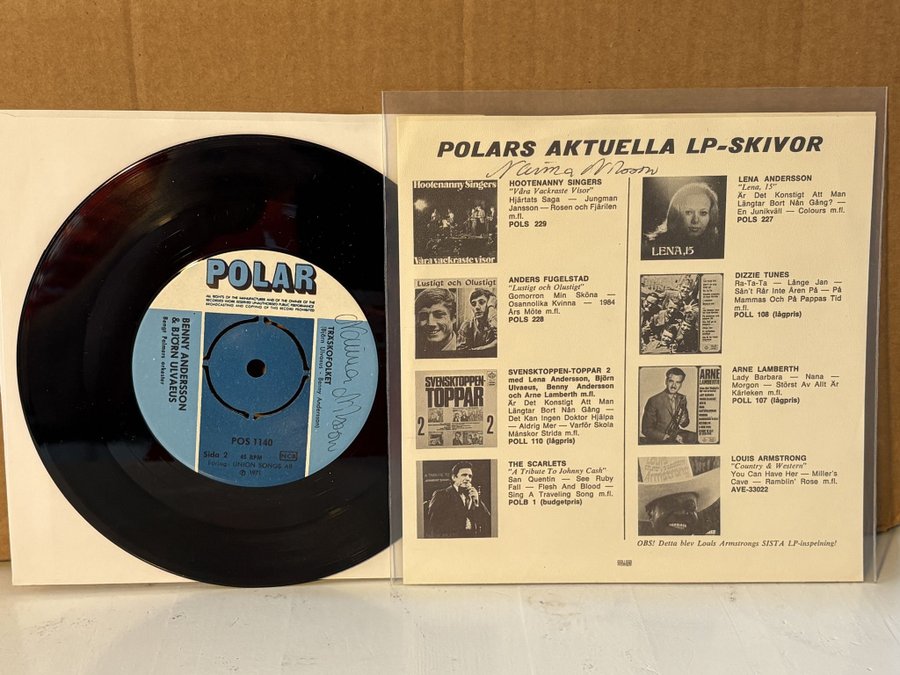 POLAR
ALL RIGHTS OF THE MANUFACTURER AND OF THE OWNER OF THE
RECORDED WORK RESERVED UNAUTHORISED PUBLIC PERFORMANCE
BROADCASTING AND COPYING OF THIS RECORD PROHIBITED
BENNY ANDERSSON
& BJÖRN ULVAEUS
Bengt Palmers orkester
TRÄSKOFOLKET
(Björn Ulvaeus - Benny Andersson)
POS 1140
Sida 2 45 RPM NCB
Förlag: UNION SONGS AB
Ⓟ 1971
POLARS AKTUELLA LP-SKIVOR
Hootenanny Singers
Våra vackraste visor
HOOTENANNY SINGERS
"Våra Vackraste Visor"
Hjärtats Saga — Jungman
Jansson — Rosen och Fjärilen
m.fl.
POLS 229
Lustigt och Olustigt
ANDERS FUGELSTAD
"Lustigt och Olustigt"
Gomorron Min Sköna —
Osannolika Kvinna — 1984
Års Möte m.fl.
POLS 228
SVENSKTOPPEN-
TOPPAR
2 2
SVENSKTOPPEN-TOPPAR 2
med Lena Andersson, Björn
Ulvaeus, Benny Andersson
och Arne Lamberth m.fl.
Är Det Konstigt Att Man
Längtar Bort Nån Gång —
Det Kan Ingen Doktor Hjälpa
— Aldrig Mer — Varför Skola
Mänskor Strida m.fl.
POLL 110 (lågpris)
THE SCARLETS
"A Tribute To Johnny Cash"
San Quentin — See Ruby
Fall — Flesh And Blood —
Sing A Traveling Song m.fl.
POLB 1 (budgetpris)
LENA, 15
LENA ANDERSSON
"Lena, 15"
Är Det Konstigt Att Man
Längtar Bort Nån Gång? —
En Junikväll — Colours m.fl.
POLS 227
DIZZIE TUNES
Ra-Ta-Ta — Långe Jan —
Sån't Rår Inte Åren På — På
Mammas Och På Pappas Tid
m.fl.
POLL 108 (lågpris)
ARNE
LAMBERTH
ARNE LAMBERTH
Lady Barbara — Nana —
Morgon — Störst Av Allt Är
Kärleken m.fl.
POLL 107 (lågpris)
LOUIS ARMSTRONG
"Country & Western"
You Can Have Her — Miller's
Cave — Ramblin' Rose m.fl.
AVE-33022
OBS! Detta blev Louis Armstrongs SISTA LP-inspelning!